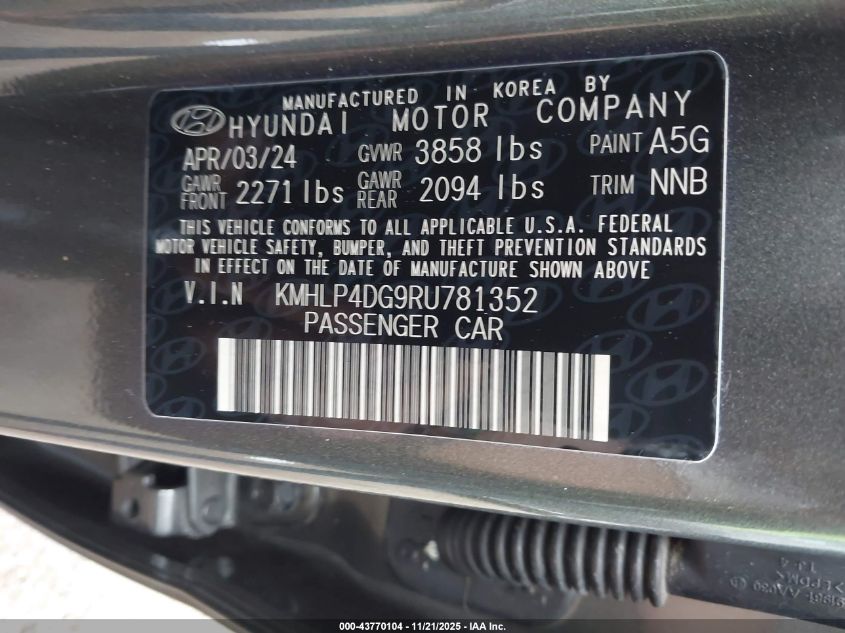 MANUFACTURED IN KOREA BY
HYUNDAI MOTOR COMPANY
APR/03/24 GVWR 3858 lbs PAINT A5G
GAWR FRONT 2271 lbs GAWR REAR 2094 lbs TRIM NNB
THIS VEHICLE CONFORMS TO ALL APPLICABLE U.S.A. FEDERAL
MOTOR VEHICLE SAFETY, BUMPER, AND THEFT PREVENTION STANDARDS
IN EFFECT ON THE DATE OF MANUFACTURE SHOWN ABOVE
V.I.N KMHLP4DG9RU781352
PASSENGER CAR
000-43770104 - 11/21/2025 - IAA Inc.